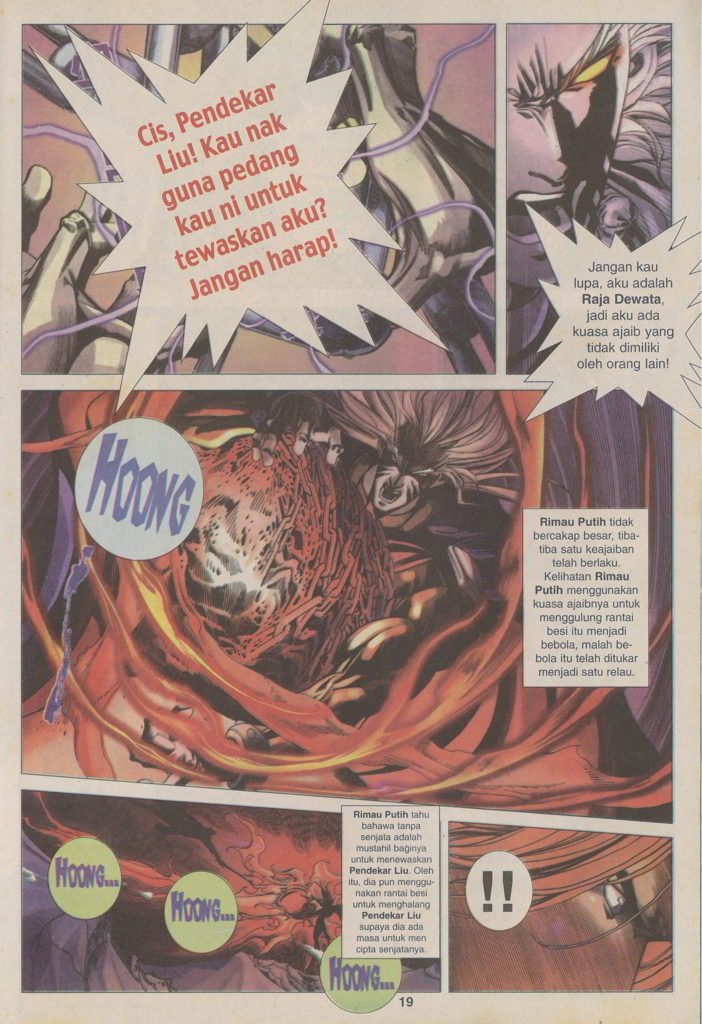 Cis, Pendekar
Liu! Kau nak
guna pedang
kau ni untuk
tewaskan aku?
Jangan harap!
Jangan kau
lupa, aku adalah
Raja Dewata,
jadi aku ada
kuasa ajaib yang
tidak dimiliki
oleh orang lain!
HOONG
Rimau Putih tidak
bercakap besar, tiba-
tiba satu keajaiban
telah berlaku.
Kelihatan Rimau
Putih menggunakan
kuasa ajaibnya untuk
menggulung rantai
besi itu menjadi
bebola, malah be-
bola itu telah ditukar
menjadi satu relau.
HOONG...
HOONG...
HOONG...
Rimau Putih tahu
bahawa tanpa
senjata adalah
mustahil baginya
untuk menewaskan
Pendekar Liu. Oleh
itu, dia pun menggu-
nakan rantai besi
untuk menghalang
Pendekar Liu
supaya dia ada
masa untuk men
cipta senjatanya.
!!
19